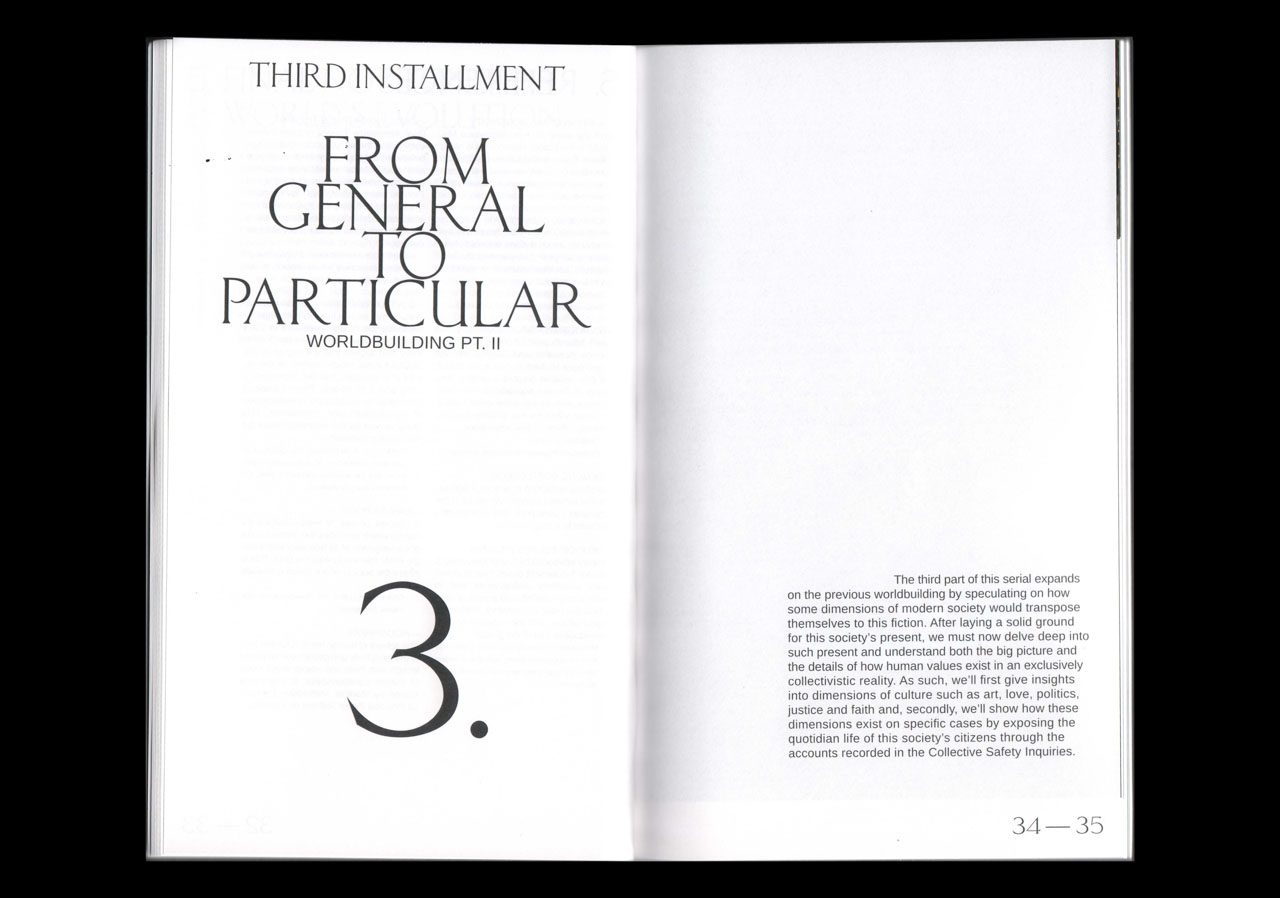 THIRD INSTALLMENT
FROM
GENERAL
TO
PARTICULAR
WORLDBUILDING PT. II
3.
The third part of this serial expands
on the previous worldbuilding by speculating on how
some dimensions of modern society would transpose
themselves to this fiction. After laying a solid ground
for this society's present, we must now delve deep into
such present and understand both the big picture and
the details of how human values exist in an exclusively
collectivistic reality. As such, we'll first give insights
into dimensions of culture such as art, love, politics,
justice and faith and, secondly, we'll show how these
dimensions exist on specific cases by exposing the
quotidian life of this society's citizens through the
accounts recorded in the Collective Safety Inquiries.
34 — 35